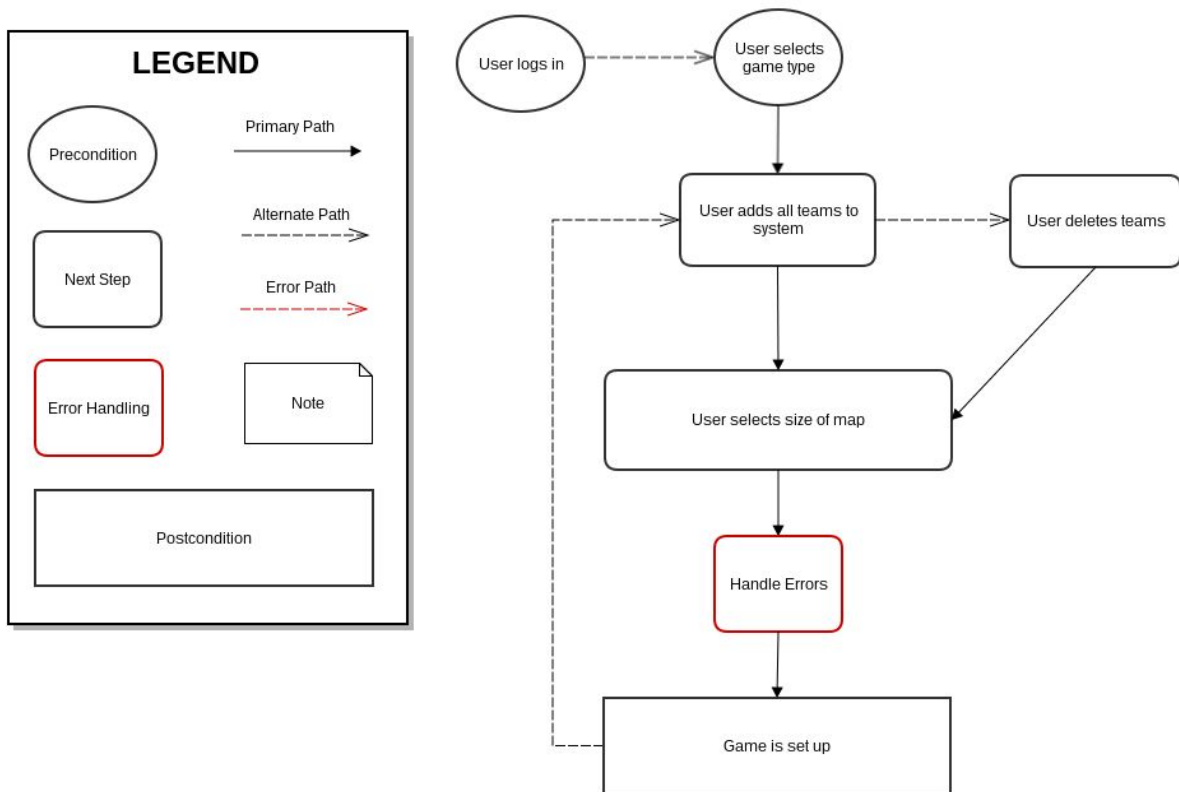 LEGEND
Precondition
Primary Path
Alternate Path
Next Step
Error Path
Error Handling
Note
Postcondition
User logs in
User selects
game type
User adds all teams to
system
User deletes teams
User selects size of map
Handle Errors
Game is set up